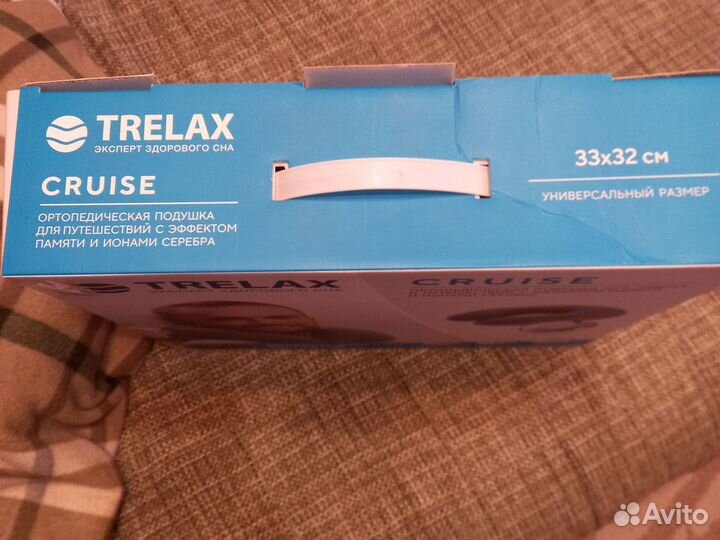 TRELAX
ЭКСПЕРТ ЗДОРОВОГО СНА
CRUISE
ОРТОПЕДИЧЕСКАЯ ПОДУШКА
ДЛЯ ПУТЕШЕСТВИЙ С ЭФФЕКТОМ
ПАМЯТИ И ИОНАМИ СЕРЕБРА
33х32 СМ
УНИВЕРСАЛЬНЫЙ РАЗМЕР
TRELAX
CRUISE
Avito